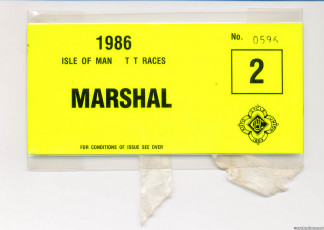 1986
No. 0596
ISLE OF MAN T T RACES
2
MARSHAL
FOR CONDITIONS OF ISSUE SEE OVER